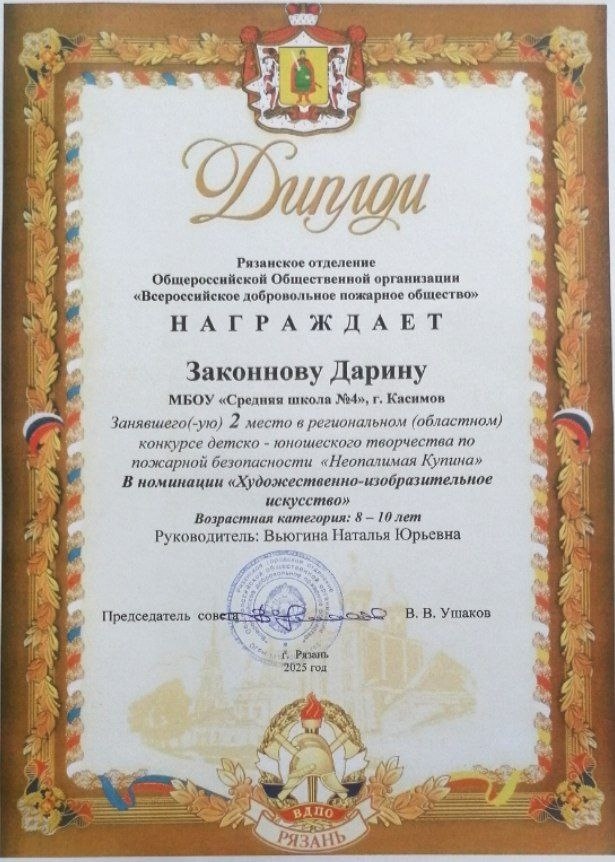 Диплом
Рязанское отделение
Общероссийской Общественной организации
«Всероссийское добровольное пожарное общество»
НАГРАЖДАЕТ
Законнову Дарину
МБОУ «Средняя школа №4», г. Касимов
Занявшего(-ую) 2 место в региональном (областном)
конкурсе детско - юношеского творчества по
пожарной безопасности «Неопалимая Купина»
В номинации «Художественно-изобразительное
искусство»
Возрастная категория: 8 – 10 лет
Руководитель: Вьюгина Наталья Юрьевна
Председатель совета В. В. Ушаков
г. Рязань
2025 год
ВДПО
РЯЗАНЬ